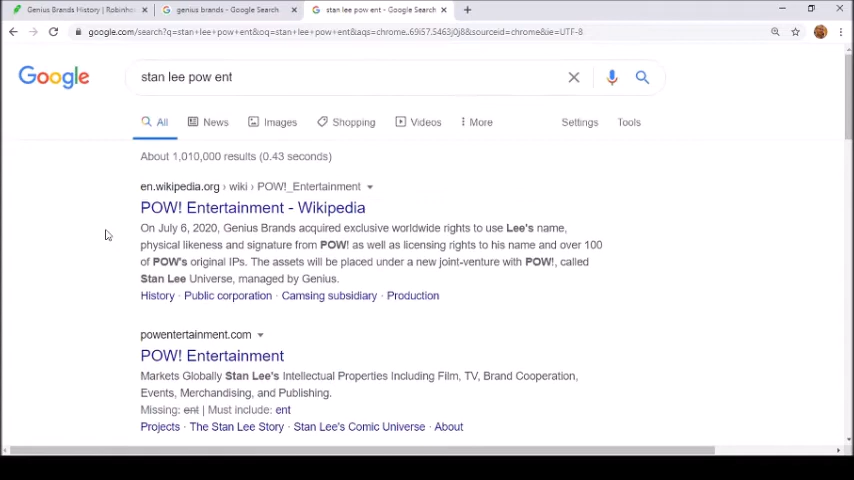 Genius Brands History | Robinho
genius brands - Google Search
stan lee pow ent - Google Search
google.com/search?q=stan+lee+pow+ent&oq=stan+lee+pow+ent&aqs=chrome..69i57.5463j0j8&sourceid=chrome&ie=UTF-8
Google
stan lee pow ent
All News Images Shopping Videos More Settings Tools
About 1,010,000 results (0.43 seconds)
en.wikipedia.org › wiki › POW!_Entertainment
POW! Entertainment - Wikipedia
On July 6, 2020, Genius Brands acquired exclusive worldwide rights to use Lee's name,
physical likeness and signature from POW! as well as licensing rights to his name and over 100
of POW's original IPs. The assets will be placed under a new joint-venture with POW!, called
Stan Lee Universe, managed by Genius.
History · Public corporation · Camsing subsidiary · Production
powentertainment.com
POW! Entertainment
Markets Globally Stan Lee's Intellectual Properties Including Film, TV, Brand Cooperation,
Events, Merchandising, and Publishing.
Missing: ent | Must include: ent
Projects · The Stan Lee Story · Stan Lee's Comic Universe · About